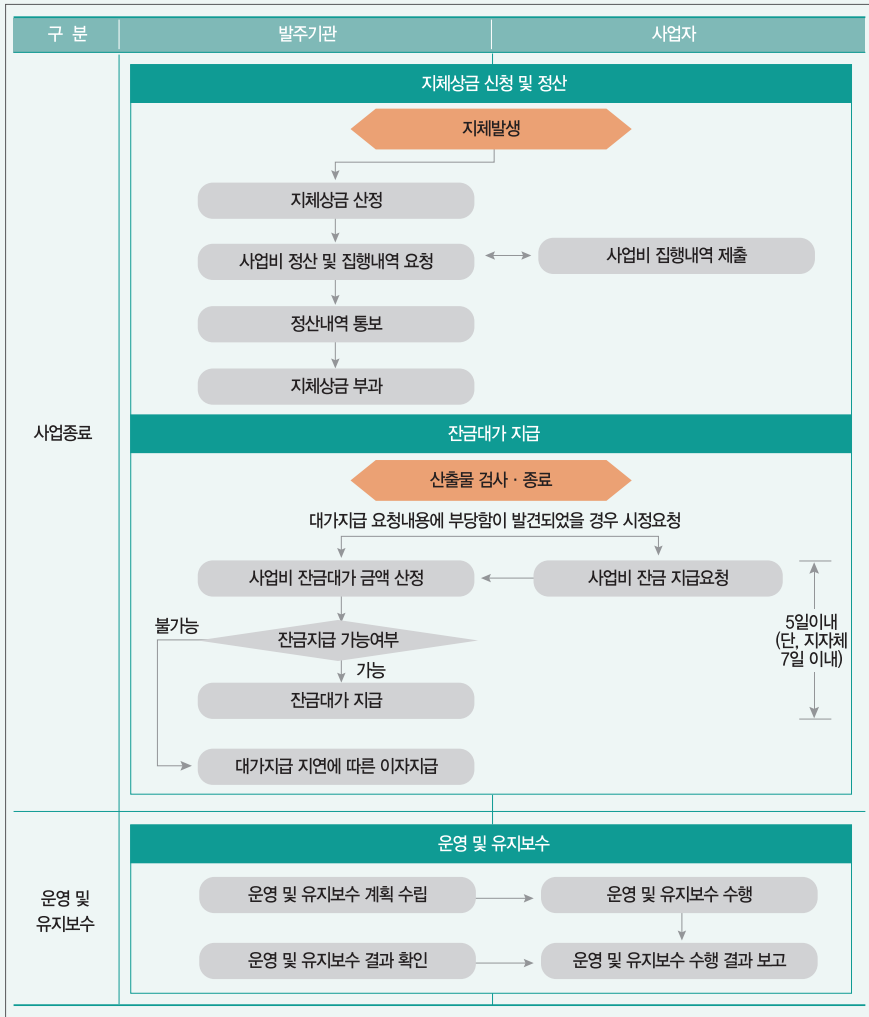 구 분
발주기관
사업자
사업종료
지체상금 신청 및 정산
지체발생
지체상금 산정
사업비 정산 및 집행내역 요청
사업비 집행내역 제출
정산내역 통보
지체상금 부과
잔금대가 지급
산출물 검사 · 종료
대가지급 요청내용에 부당함이 발견되었을 경우 시정요청
사업비 잔금대가 금액 산정
사업비 잔금 지급요청
5일이내
(단, 지자체
7일 이내)
불가능
잔금지급 가능여부
가능
잔금대가 지급
대가지급 지연에 따른 이자지급
운영 및
유지보수
운영 및 유지보수
운영 및 유지보수 계획 수립
운영 및 유지보수 수행
운영 및 유지보수 결과 확인
운영 및 유지보수 수행 결과 보고